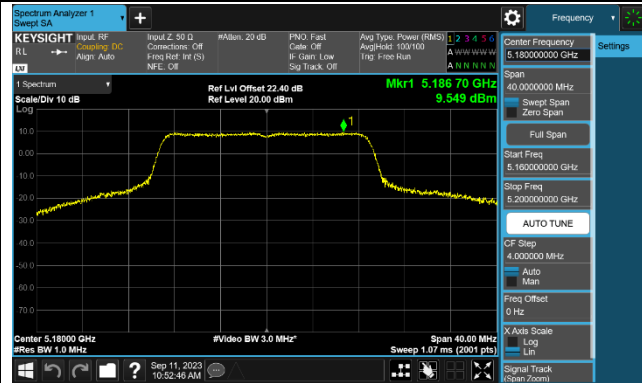 Spectrum Analyzer 1
Swept SA
Frequency
KEYSIGHT
RL
LXI
Input: RF
Coupling: DC
Align: Auto
Input Z: 50 Ω
Corrections: Off
Freq Ref: Int (S)
NFE: Off
#Atten: 20 dB
PNO: Fast
Gate: Off
IF Gain: Low
Sig Track: Off
Avg Type: Power (RMS)
Avg|Hold: 100/100
Trig: Free Run
1 2 3 4 5 6
A W W W W W
A N N N N N
1 Spectrum
Scale/Div 10 dB
Log
Ref Lvl Offset 22.40 dB
Ref Level 20.00 dBm
Mkr1 5.186 70 GHz
9.549 dBm
1
10.0
0.00
-10.0
-20.0
-30.0
-40.0
-50.0
-60.0
-70.0
Center 5.18000 GHz
#Res BW 1.0 MHz
#Video BW 3.0 MHz*
Span 40.00 MHz
Sweep 1.07 ms (2001 pts)
Sep 11, 2023
10:52:46 AM
Center Frequency
5.180000000 GHz
Settings
Span
40.0000000 MHz
Swept Span
Zero Span
Full Span
Start Freq
5.160000000 GHz
Stop Freq
5.200000000 GHz
AUTO TUNE
CF Step
4.000000 MHz
Auto
Man
Freq Offset
0 Hz
X Axis Scale
Log
Lin
Signal Track
(Span Zoom)